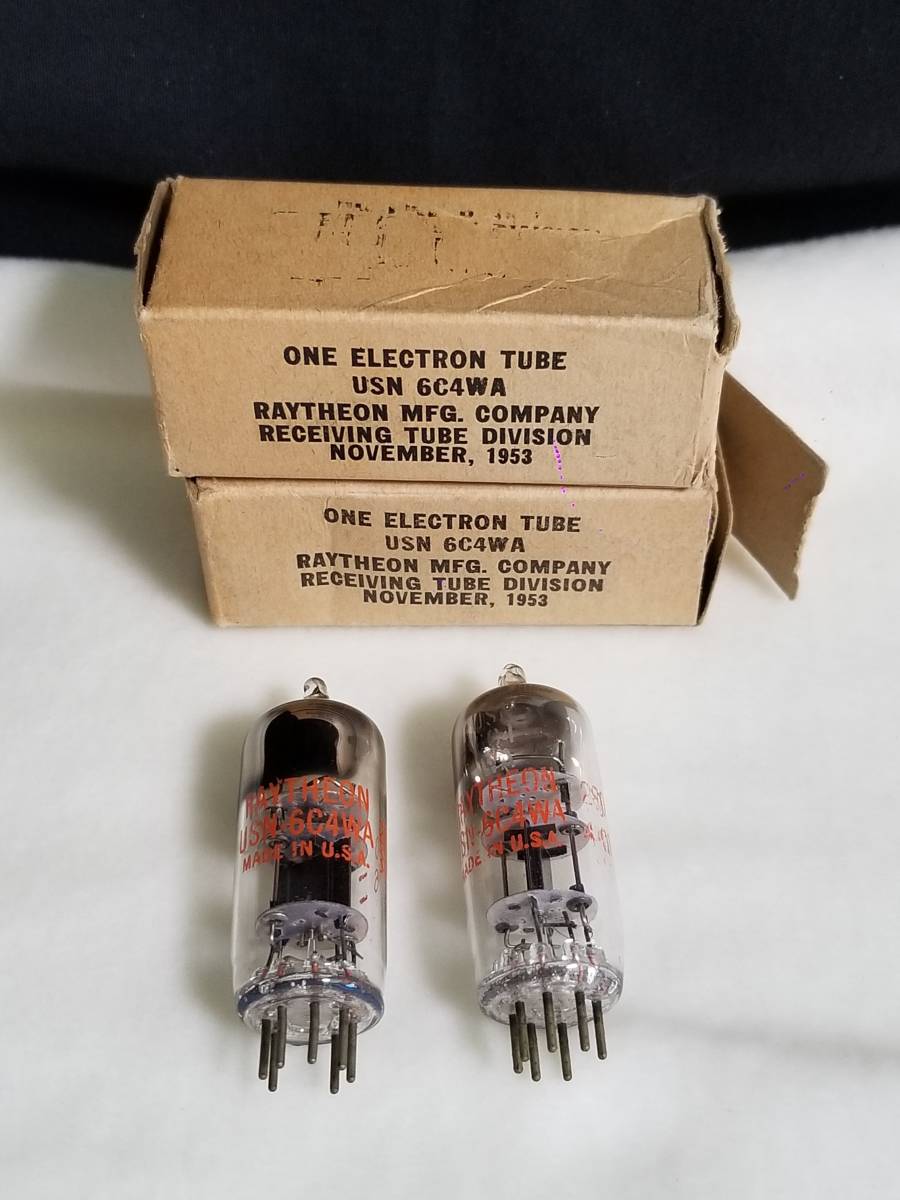 DIVISION
ONE ELECTRON TUBE
USN 6C4WA
RAYTHEON MFG. COMPANY
RECEIVING TUBE DIVISION
NOVEMBER, 1953
ONE ELECTRON TUBE
USN 6C4WA
RAYTHEON MFG. COMPANY
RECEIVING TUBE DIVISION
NOVEMBER, 1953
RAYTHEON
USN-6C4WA
MADE IN U.S.A.
RAYTHEON
USN-6C4WA
MADE IN U.S.A.